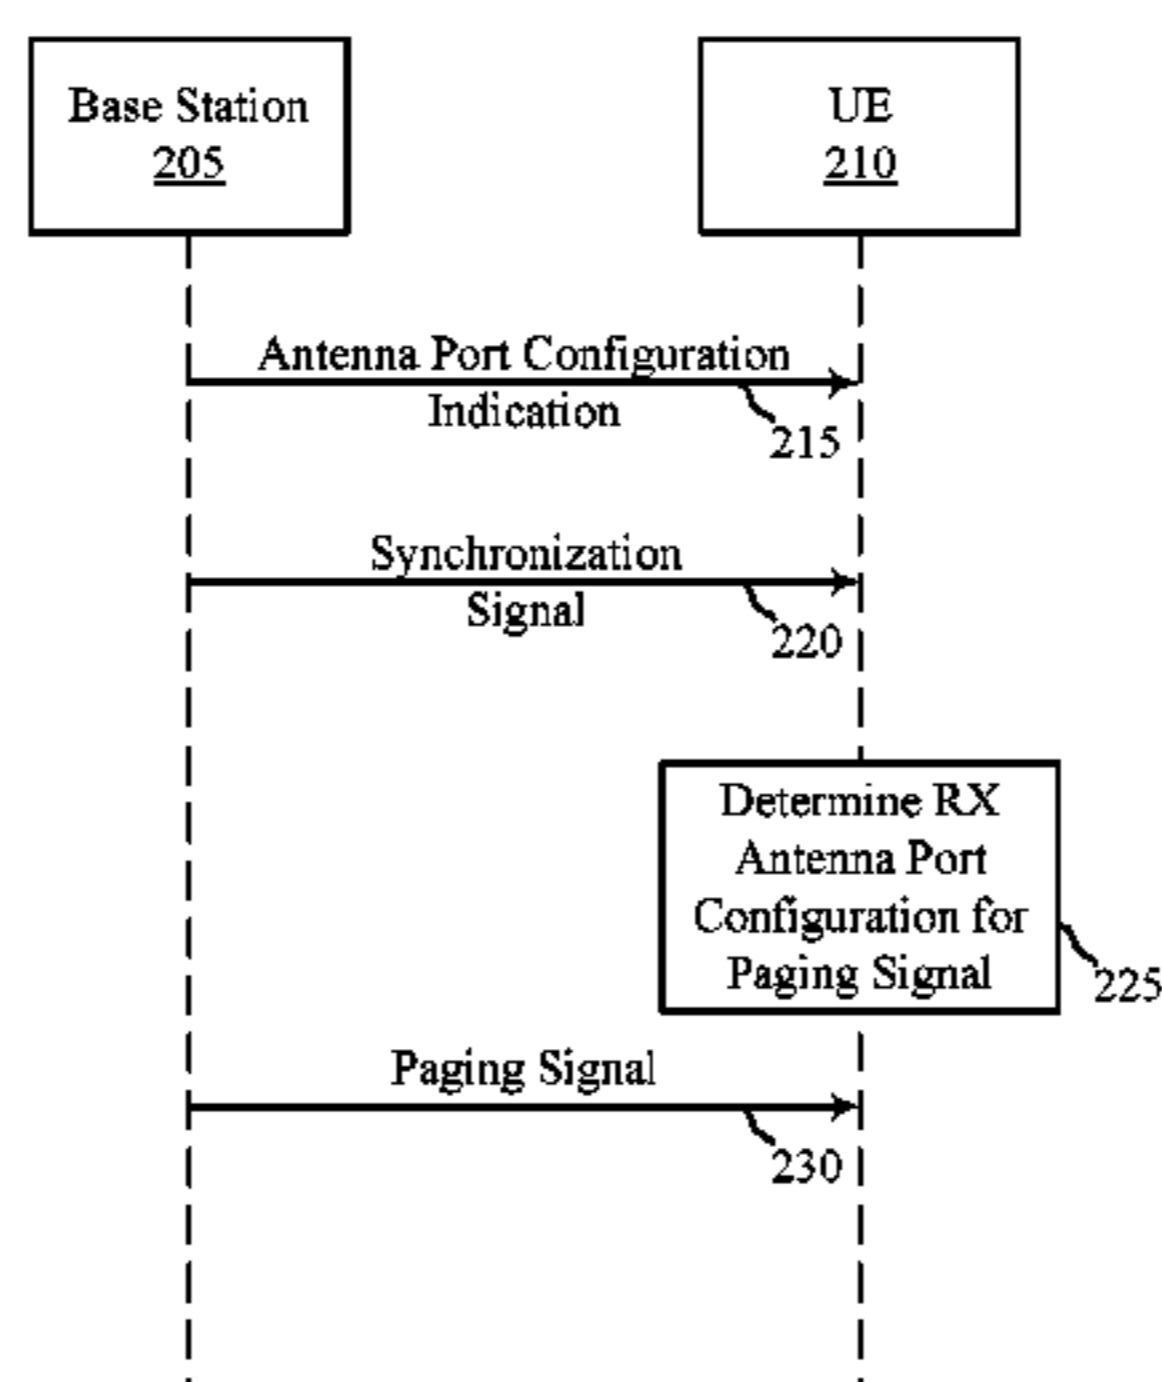 Base Station
205
UE
210
Antenna Port Configuration
Indication
215
Synchronization
Signal
220
Determine RX
Antenna Port
Configuration for
Paging Signal
225
Paging Signal
230